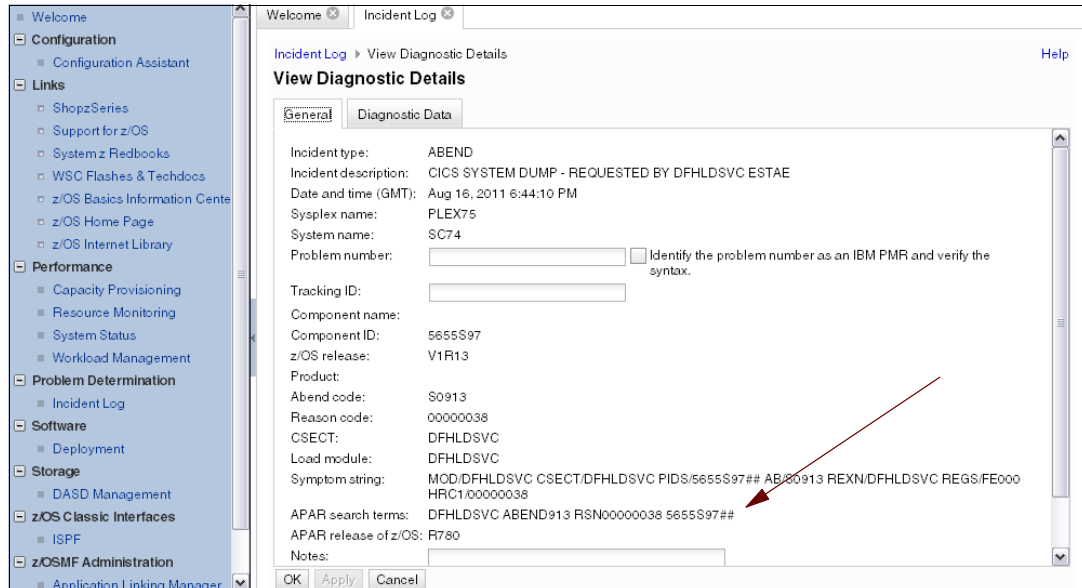 Welcome
Configuration
Configuration Assistant
Links
ShopzSeries
Support for z/OS
System z Redbooks
WSC Flashes & Techdocs
z/OS Basics Information Cente
z/OS Home Page
z/OS Internet Library
Performance
Capacity Provisioning
Resource Monitoring
System Status
Workload Management
Problem Determination
Incident Log
Software
Deployment
Storage
DASD Management
z/OS Classic Interfaces
ISPF
z/OSMF Administration
Application Linking Manager
Welcome
Incident Log
Incident Log View Diagnostic Details
Help
View Diagnostic Details
General
Diagnostic Data
Incident type: ABEND
Incident description: CICS SYSTEM DUMP - REQUESTED BY DFHLDSVC ESTAE
Date and time (GMT): Aug 16, 2011 6:44:10 PM
Sysplex name: PLEX75
System name: SC74
Problem number: Identify the problem number as an IBM PMR and verify the
syntax.
Tracking ID:
Component name:
Component ID: 5655S97
z/OS release: V1R13
Product:
Abend code: S0913
Reason code: 00000038
CSECT: DFHLDSVC
Load module: DFHLDSVC
Symptom string: MOD/DFHLDSVC CSECT/DFHLDSVC PIDS/5655S97## AB/S0913 REXN/DFHLDSVC REGS/FE000
HRC1/00000038
APAR search terms: DFHLDSVC ABEND913 RSN00000038 5655S97##
APAR release of z/OS: R780
Notes:
OK Apply Cancel